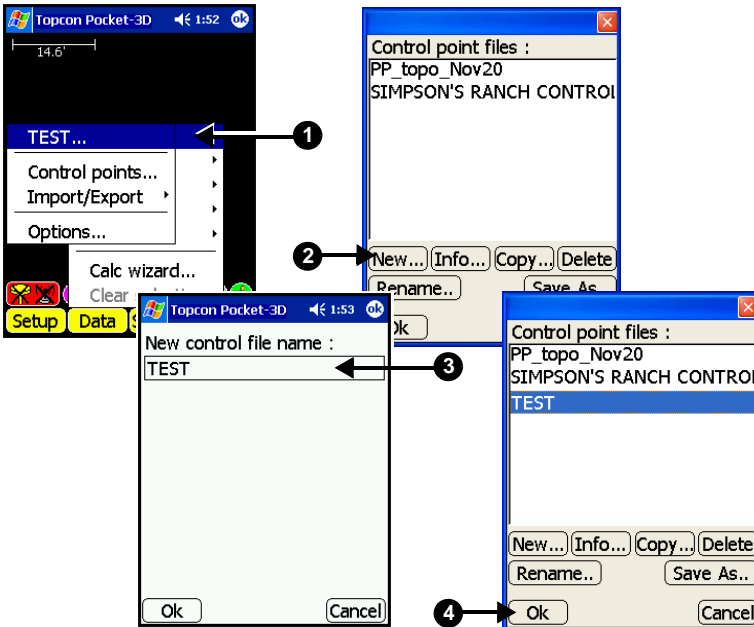 Topcon Pocket-3D 1:52 ok
14.6'
TEST...
Control points...
Import/Export
Options...
Calc wizard...
Clear
Setup Data
1
Control point files :
PP_topo_Nov20
SIMPSON'S RANCH CONTROL
2
New... Info... Copy... Delete
Rename.. Save As
Ok
Topcon Pocket-3D 1:53 ok
New control file name :
TEST
3
Ok Cancel
Control point files :
PP_topo_Nov20
SIMPSON'S RANCH CONTROL
TEST
New... Info... Copy... Delete
Rename.. Save As..
4
Ok Cancel